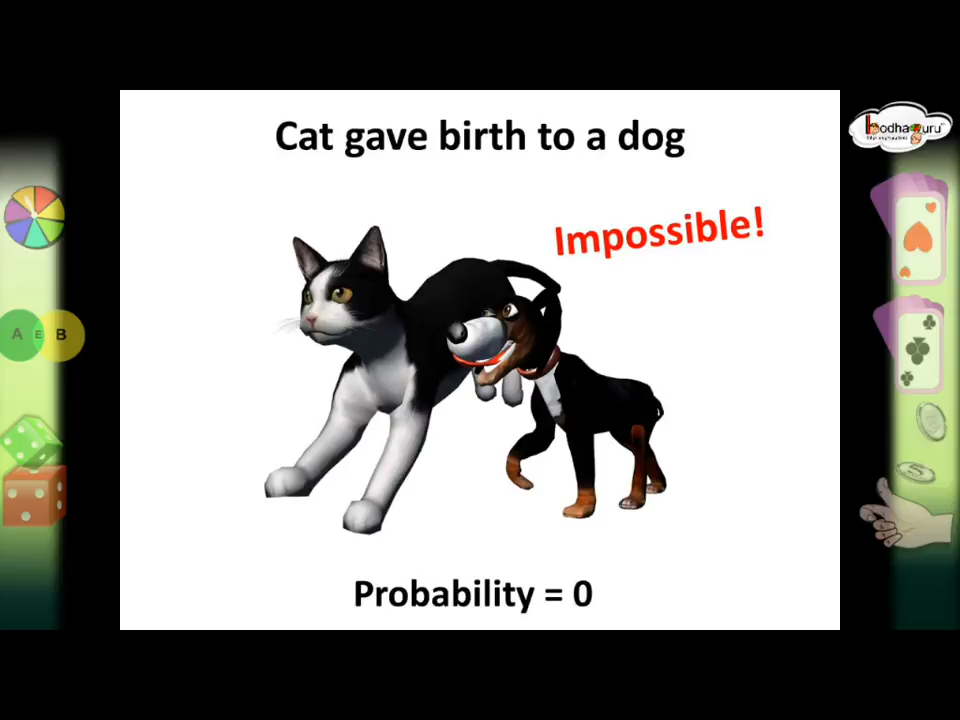 Cat gave birth to a dog
bodhaguru
Impossible!
A E B
Probability = 0